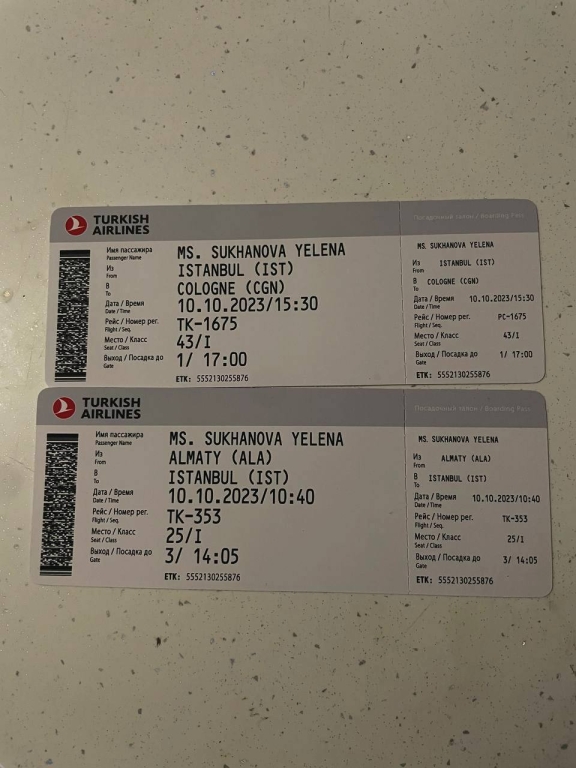 TURKISH
AIRLINES
Посадочный талон / Boarding Pass
Имя пассажира
Passenger Name
MS. SUKHANOVA YELENA
Из
From
ISTANBUL (IST)
В
To
COLOGNE (CGN)
Дата / Время
Date / Time
10.10.2023/15:30
Рейс / Номер рег.
Flight / Seq.
TK-1675
Место / Класс
Seat / Class
43/I
Выход / Посадка до
Gate
1/ 17:00
ETK: 5552130255876
MS. SUKHANOVA YELENA
Из
From
ISTANBUL (IST)
В
To
COLOGNE (CGN)
Дата / Время
Date / Time
10.10.2023/15:30
Рейс / Номер рег.
Flight / Seq.
PC-1675
Место / Класс
Seat / Class
43/I
Выход / Посадка до
Gate
1/ 17:00
ETK: 5552130255876
TURKISH
AIRLINES
Посадочный талон / Boarding Pass
Имя пассажира
Passenger Name
MS. SUKHANOVA YELENA
Из
From
ALMATY (ALA)
В
To
ISTANBUL (IST)
Дата / Время
Date / Time
10.10.2023/10:40
Рейс / Номер рег.
Flight / Seq.
TK-353
Место / Класс
Seat / Class
25/I
Выход / Посадка до
Gate
3/ 14:05
ETK: 5552130255876
MS. SUKHANOVA YELENA
Из
From
ALMATY (ALA)
В
To
ISTANBUL (IST)
Дата / Время
Date / Time
10.10.2023/10:40
Рейс / Номер рег.
Flight / Seq.
TK-353
Место / Класс
Seat / Class
25/I
Выход / Посадка до
Gate
3/ 14:05
ETK: 5552130255876